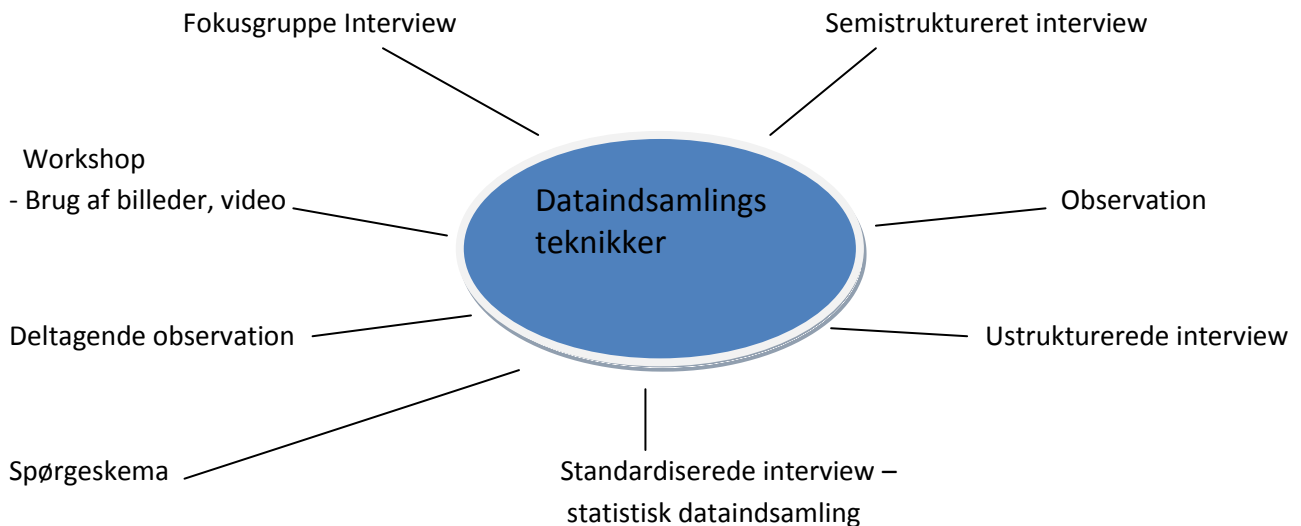 Fokusgruppe Interview
Semistruktureret interview
Workshop
- Brug af billeder, video
Dataindsamlings
teknikker
Observation
Deltagende observation
Ustrukturerede interview
Spørgeskema
Standardiserede interview –
statistisk dataindsamling